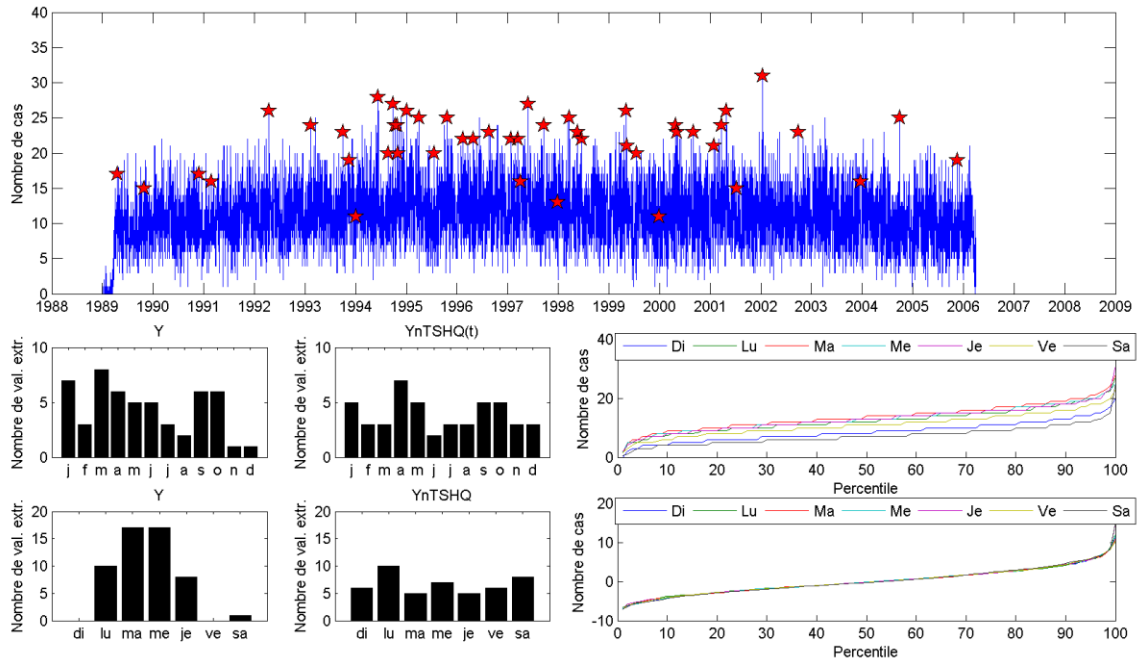 40
35
30
25
20
15
10
5
0
Nombre de cas
1988 1989 1990 1991 1992 1993 1994 1995 1996 1997 1998 1999 2000 2001 2002 2003 2004 2005 2006 2007 2008 2009
Y
10
5
0
Nombre de val. extr.
j f m a m j j a s o n d
YnTSHQ(t)
10
5
0
Nombre de val. extr.
j f m a m j j a s o n d
40
20
0
Nombre de cas
Di Lu Ma Me Je Ve Sa
0 10 20 30 40 50 60 70 80 90 100
Percentile
Y
20
15
10
5
0
Nombre de val. extr.
di lu ma me je ve sa
YnTSHQ
20
15
10
5
0
Nombre de val. extr.
di lu ma me je ve sa
20
10
0
-10
Nombre de cas
Di Lu Ma Me Je Ve Sa
0 10 20 30 40 50 60 70 80 90 100
Percentile